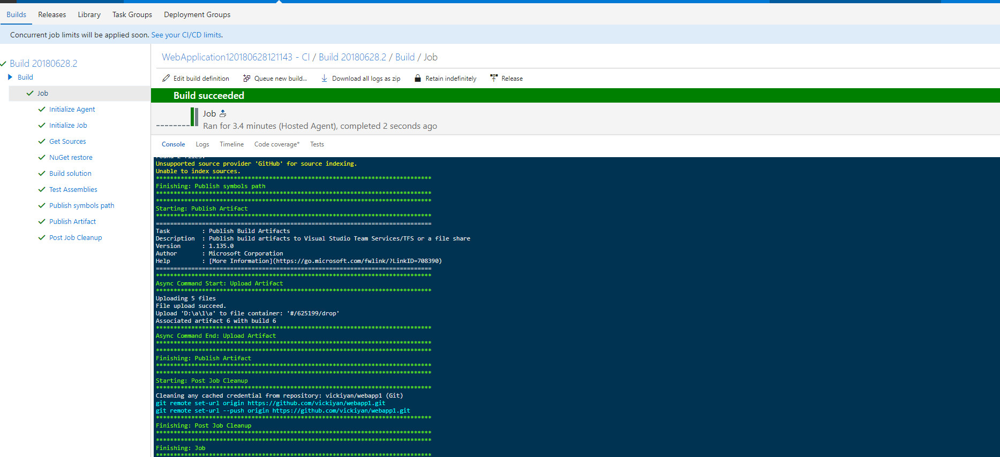 Builds Releases Library Task Groups Deployment Groups
Concurrent job limits will be applied soon. See your CI/CD limits.
Build 20180628.2
Build
Job
Initialize Agent
Initialize Job
Get Sources
NuGet restore
Build solution
Test Assemblies
Publish symbols path
Publish Artifact
Post Job Cleanup
WebApplication120180628121143 - CI / Build 20180628.2 / Build / Job
Edit build definition Queue new build... Download all logs as zip Retain indefinitely Release
Build succeeded
Job
Ran for 3.4 minutes (Hosted Agent), completed 2 seconds ago
Console Logs Timeline Code coverage* Tests
Found 2 files.
Unsupported source provider 'GitHub' for source indexing.
Unable to index sources.
******************************************************************************
Finishing: Publish symbols path
******************************************************************************
******************************************************************************
Starting: Publish Artifact
******************************************************************************
==============================================================================
Task         : Publish Build Artifacts
Description  : Publish build artifacts to Visual Studio Team Services/TFS or a file share
Version      : 1.135.0
Author       : Microsoft Corporation
Help         : [More Information](https://go.microsoft.com/fwlink/?LinkID=708390)
==============================================================================
******************************************************************************
Async Command Start: Upload Artifact
******************************************************************************
Uploading 5 files
File upload succeed.
Upload 'D:\a\1\a' to file container: '#/625199/drop'
Associated artifact 6 with build 6
******************************************************************************
Async Command End: Upload Artifact
******************************************************************************
******************************************************************************
Finishing: Publish Artifact
******************************************************************************
******************************************************************************
Starting: Post Job Cleanup
******************************************************************************
Cleaning any cached credential from repository: vickiyan/webapp1 (Git)
git remote set-url origin https://github.com/vickiyan/webapp1.git
git remote set-url --push origin https://github.com/vickiyan/webapp1.git
******************************************************************************
Finishing: Post Job Cleanup
******************************************************************************
******************************************************************************
Finishing: Job
******************************************************************************